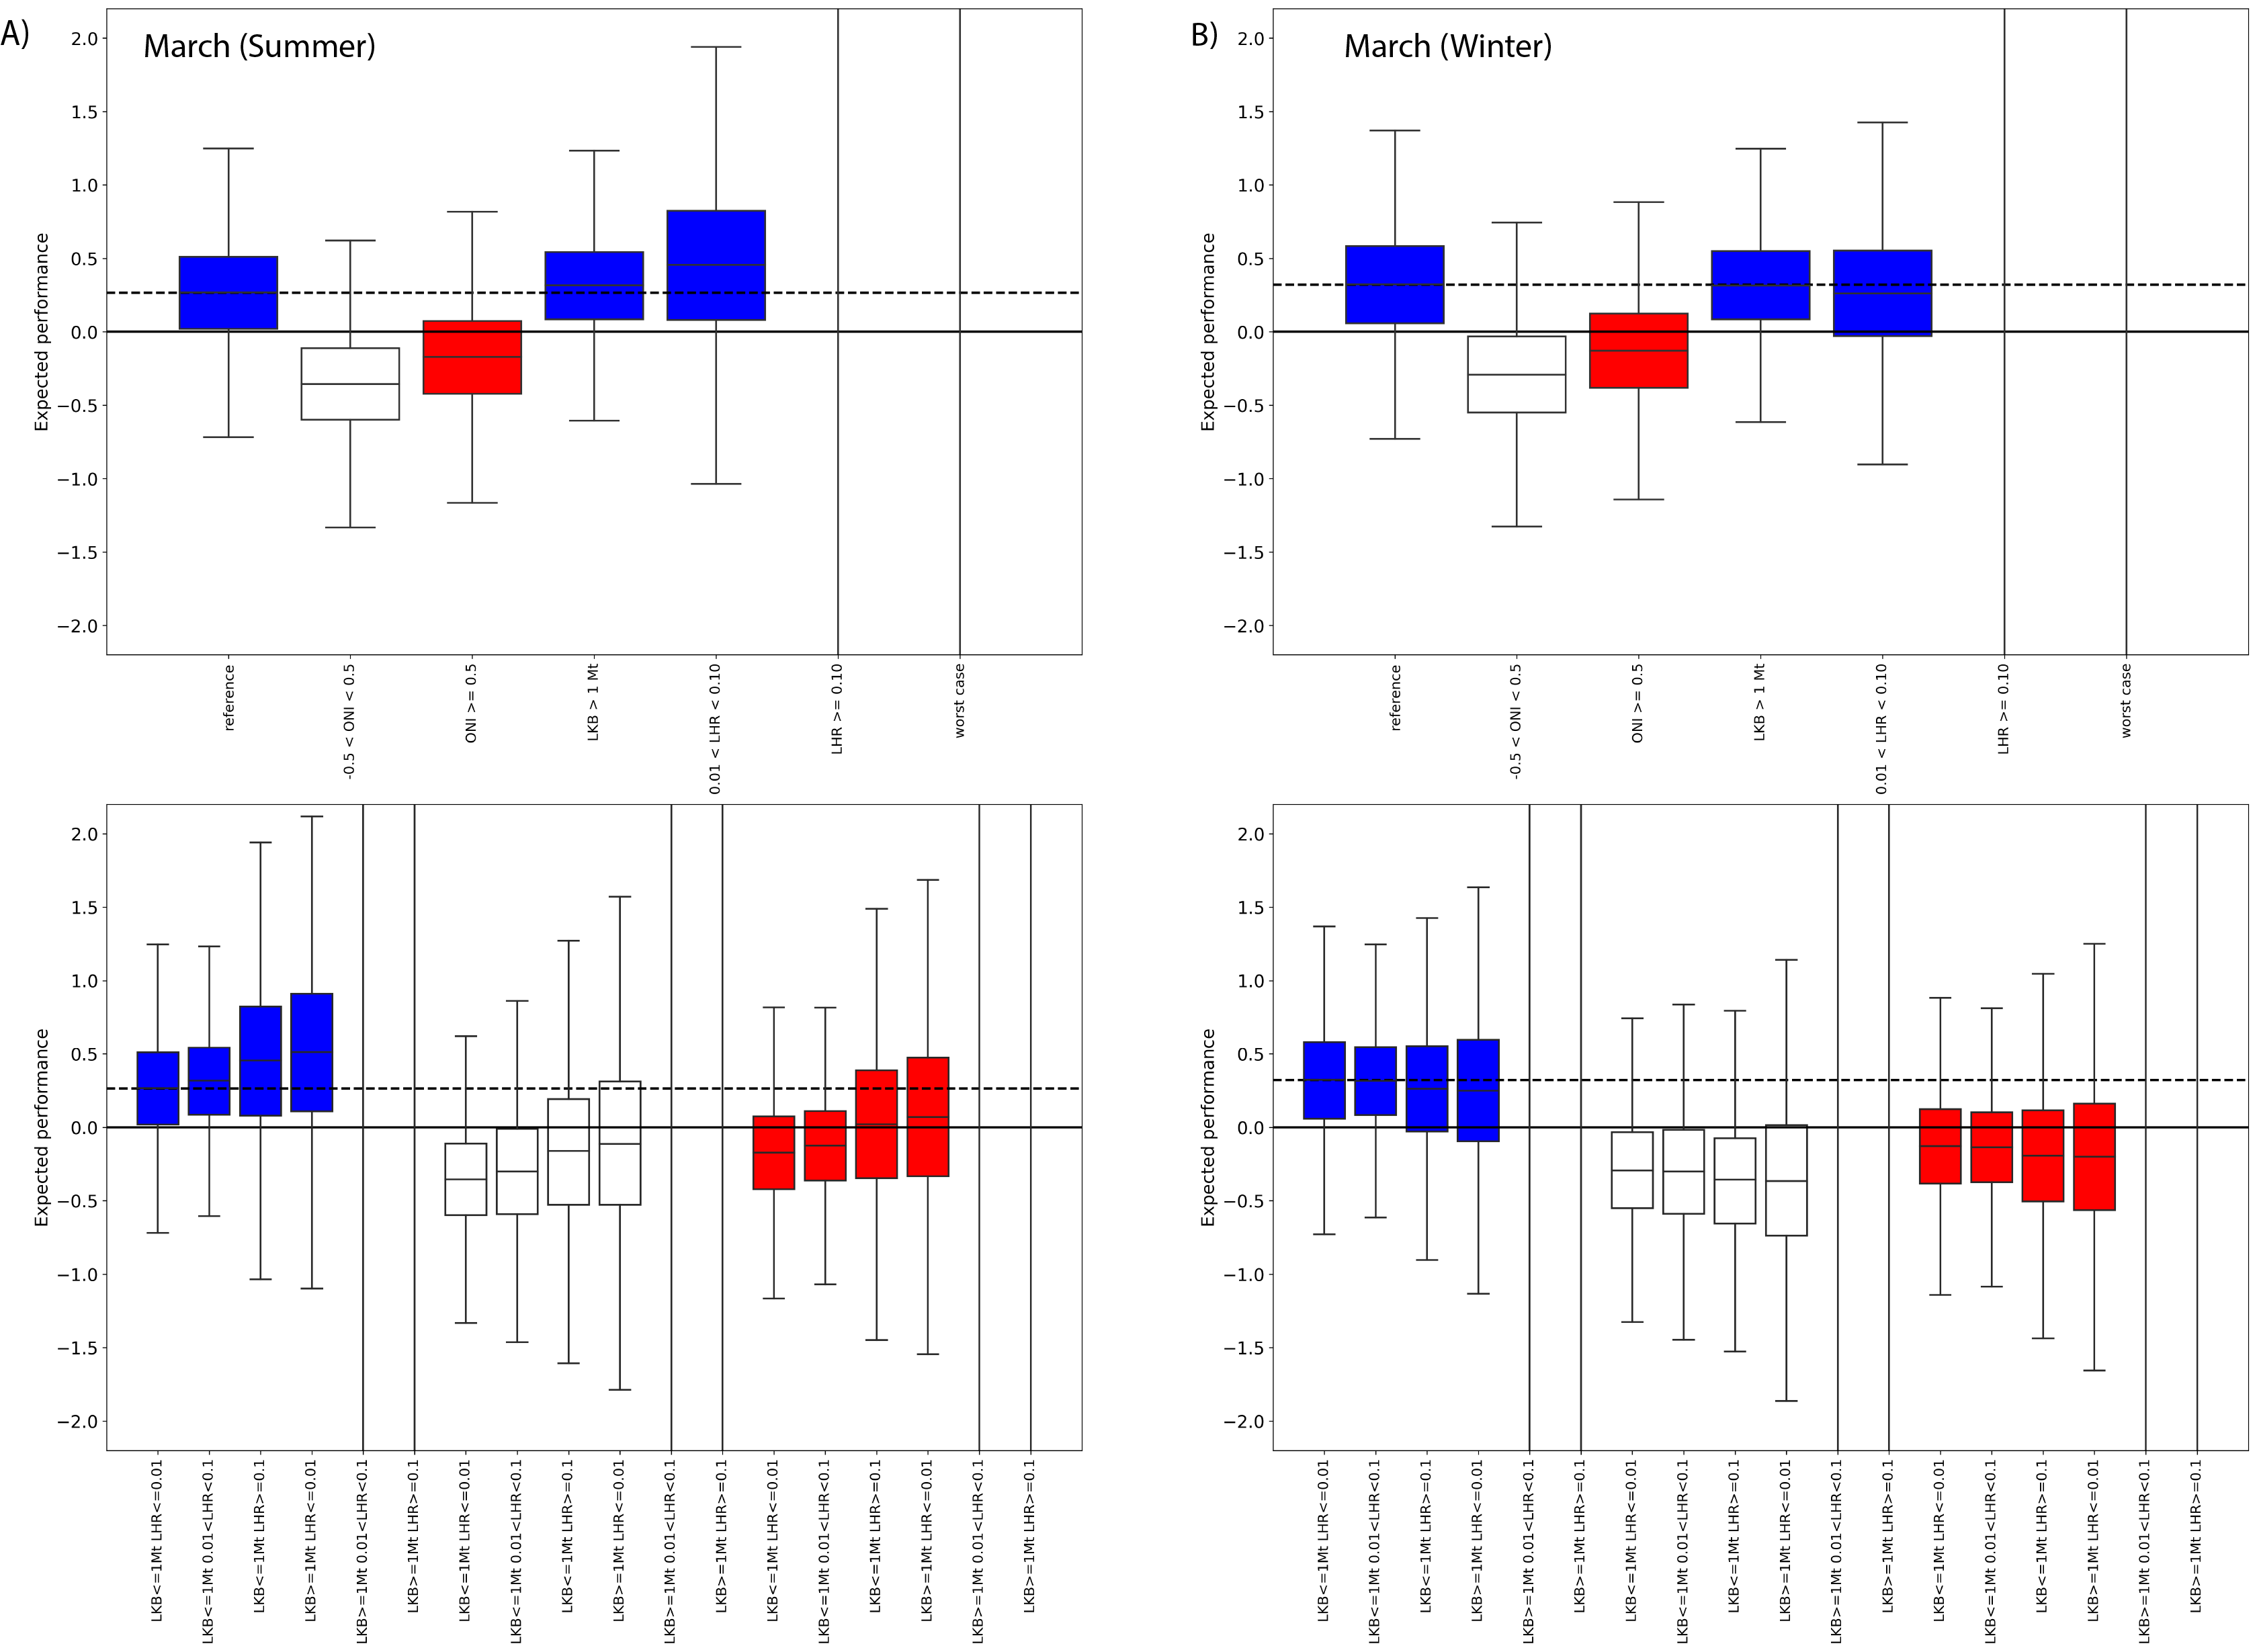 A)
March (Summer)
Expected performance
2.0
1.5
1.0
0.5
0.0
−0.5
−1.0
−1.5
−2.0
reference
-0.5 < ONI < 0.5
ONI >= 0.5
LKB > 1 Mt
0.01 < LHR < 0.10
LHR >= 0.10
worst case
B)
March (Winter)
Expected performance
2.0
1.5
1.0
0.5
0.0
−0.5
−1.0
−1.5
−2.0
reference
-0.5 < ONI < 0.5
ONI >= 0.5
LKB > 1 Mt
0.01 < LHR < 0.10
LHR >= 0.10
worst case
Expected performance
2.0
1.5
1.0
0.5
0.0
−0.5
−1.0
−1.5
−2.0
LKB<=1Mt LHR<=0.01
LKB<=1Mt 0.01<LHR<0.1
LKB<=1Mt LHR>=0.1
LKB>=1Mt LHR<=0.01
LKB>=1Mt 0.01<LHR<0.1
LKB>=1Mt LHR>=0.1
LKB<=1Mt LHR<=0.01
LKB<=1Mt 0.01<LHR<0.1
LKB<=1Mt LHR>=0.1
LKB>=1Mt LHR<=0.01
LKB>=1Mt 0.01<LHR<0.1
LKB>=1Mt LHR>=0.1
LKB<=1Mt LHR<=0.01
LKB<=1Mt 0.01<LHR<0.1
LKB<=1Mt LHR>=0.1
LKB>=1Mt LHR<=0.01
LKB>=1Mt 0.01<LHR<0.1
LKB>=1Mt LHR>=0.1
Expected performance
2.0
1.5
1.0
0.5
0.0
−0.5
−1.0
−1.5
−2.0
LKB<=1Mt LHR<=0.01
LKB<=1Mt 0.01<LHR<0.1
LKB<=1Mt LHR>=0.1
LKB>=1Mt LHR<=0.01
LKB>=1Mt 0.01<LHR<0.1
LKB>=1Mt LHR>=0.1
LKB<=1Mt LHR<=0.01
LKB<=1Mt 0.01<LHR<0.1
LKB<=1Mt LHR>=0.1
LKB>=1Mt LHR<=0.01
LKB>=1Mt 0.01<LHR<0.1
LKB>=1Mt LHR>=0.1
LKB<=1Mt LHR<=0.01
LKB<=1Mt 0.01<LHR<0.1
LKB<=1Mt LHR>=0.1
LKB>=1Mt LHR<=0.01
LKB>=1Mt 0.01<LHR<0.1
LKB>=1Mt LHR>=0.1